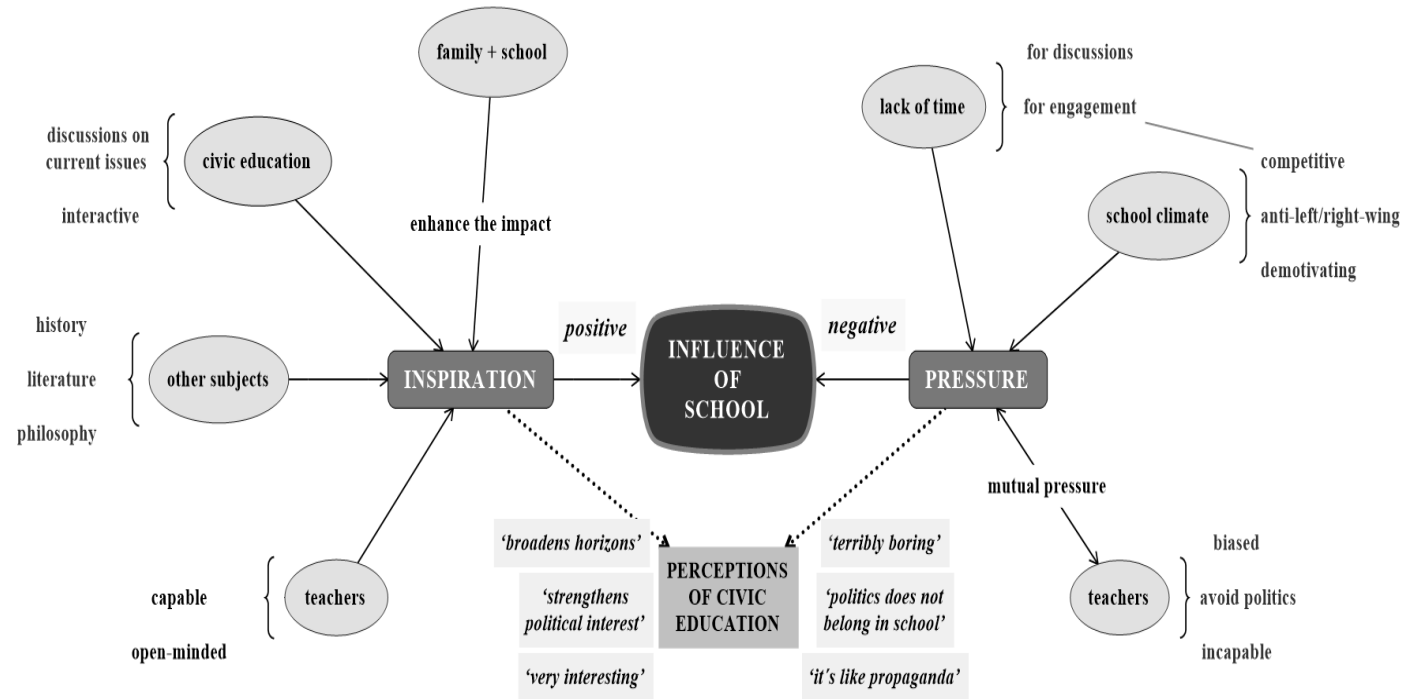 family + school
discussions on
current issues
interactive
civic education
enhance the impact
history
literature
philosophy
other subjects
capable
open-minded
teachers
INSPIRATION
positive
INFLUENCE
OF
SCHOOL
negative
PRESSURE
lack of time
for discussions
for engagement
school climate
competitive
anti-left/right-wing
demotivating
mutual pressure
teachers
biased
avoid politics
incapable
‘broadens horizons’
‘strengthens
political interest’
‘very interesting’
PERCEPTIONS
OF CIVIC
EDUCATION
‘terribly boring’
‘politics does not
belong in school’
‘it´s like propaganda’